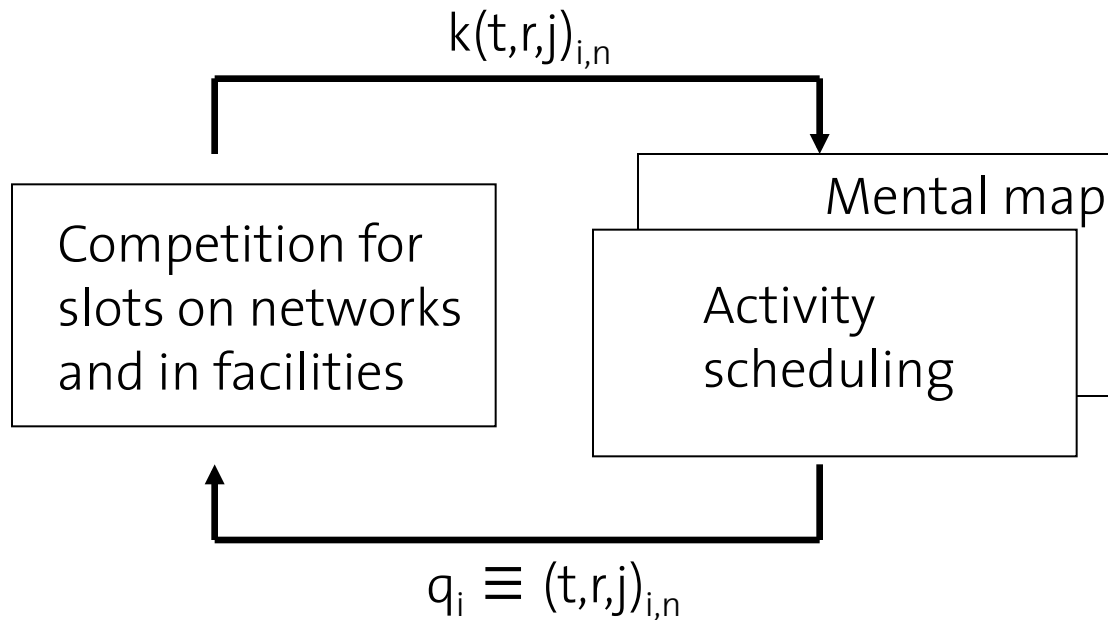 k(t,r,j)i,n
Mental map
Competition for
slots on networks
and in facilities
Activity
scheduling
qi ≡ (t,r,j)i,n